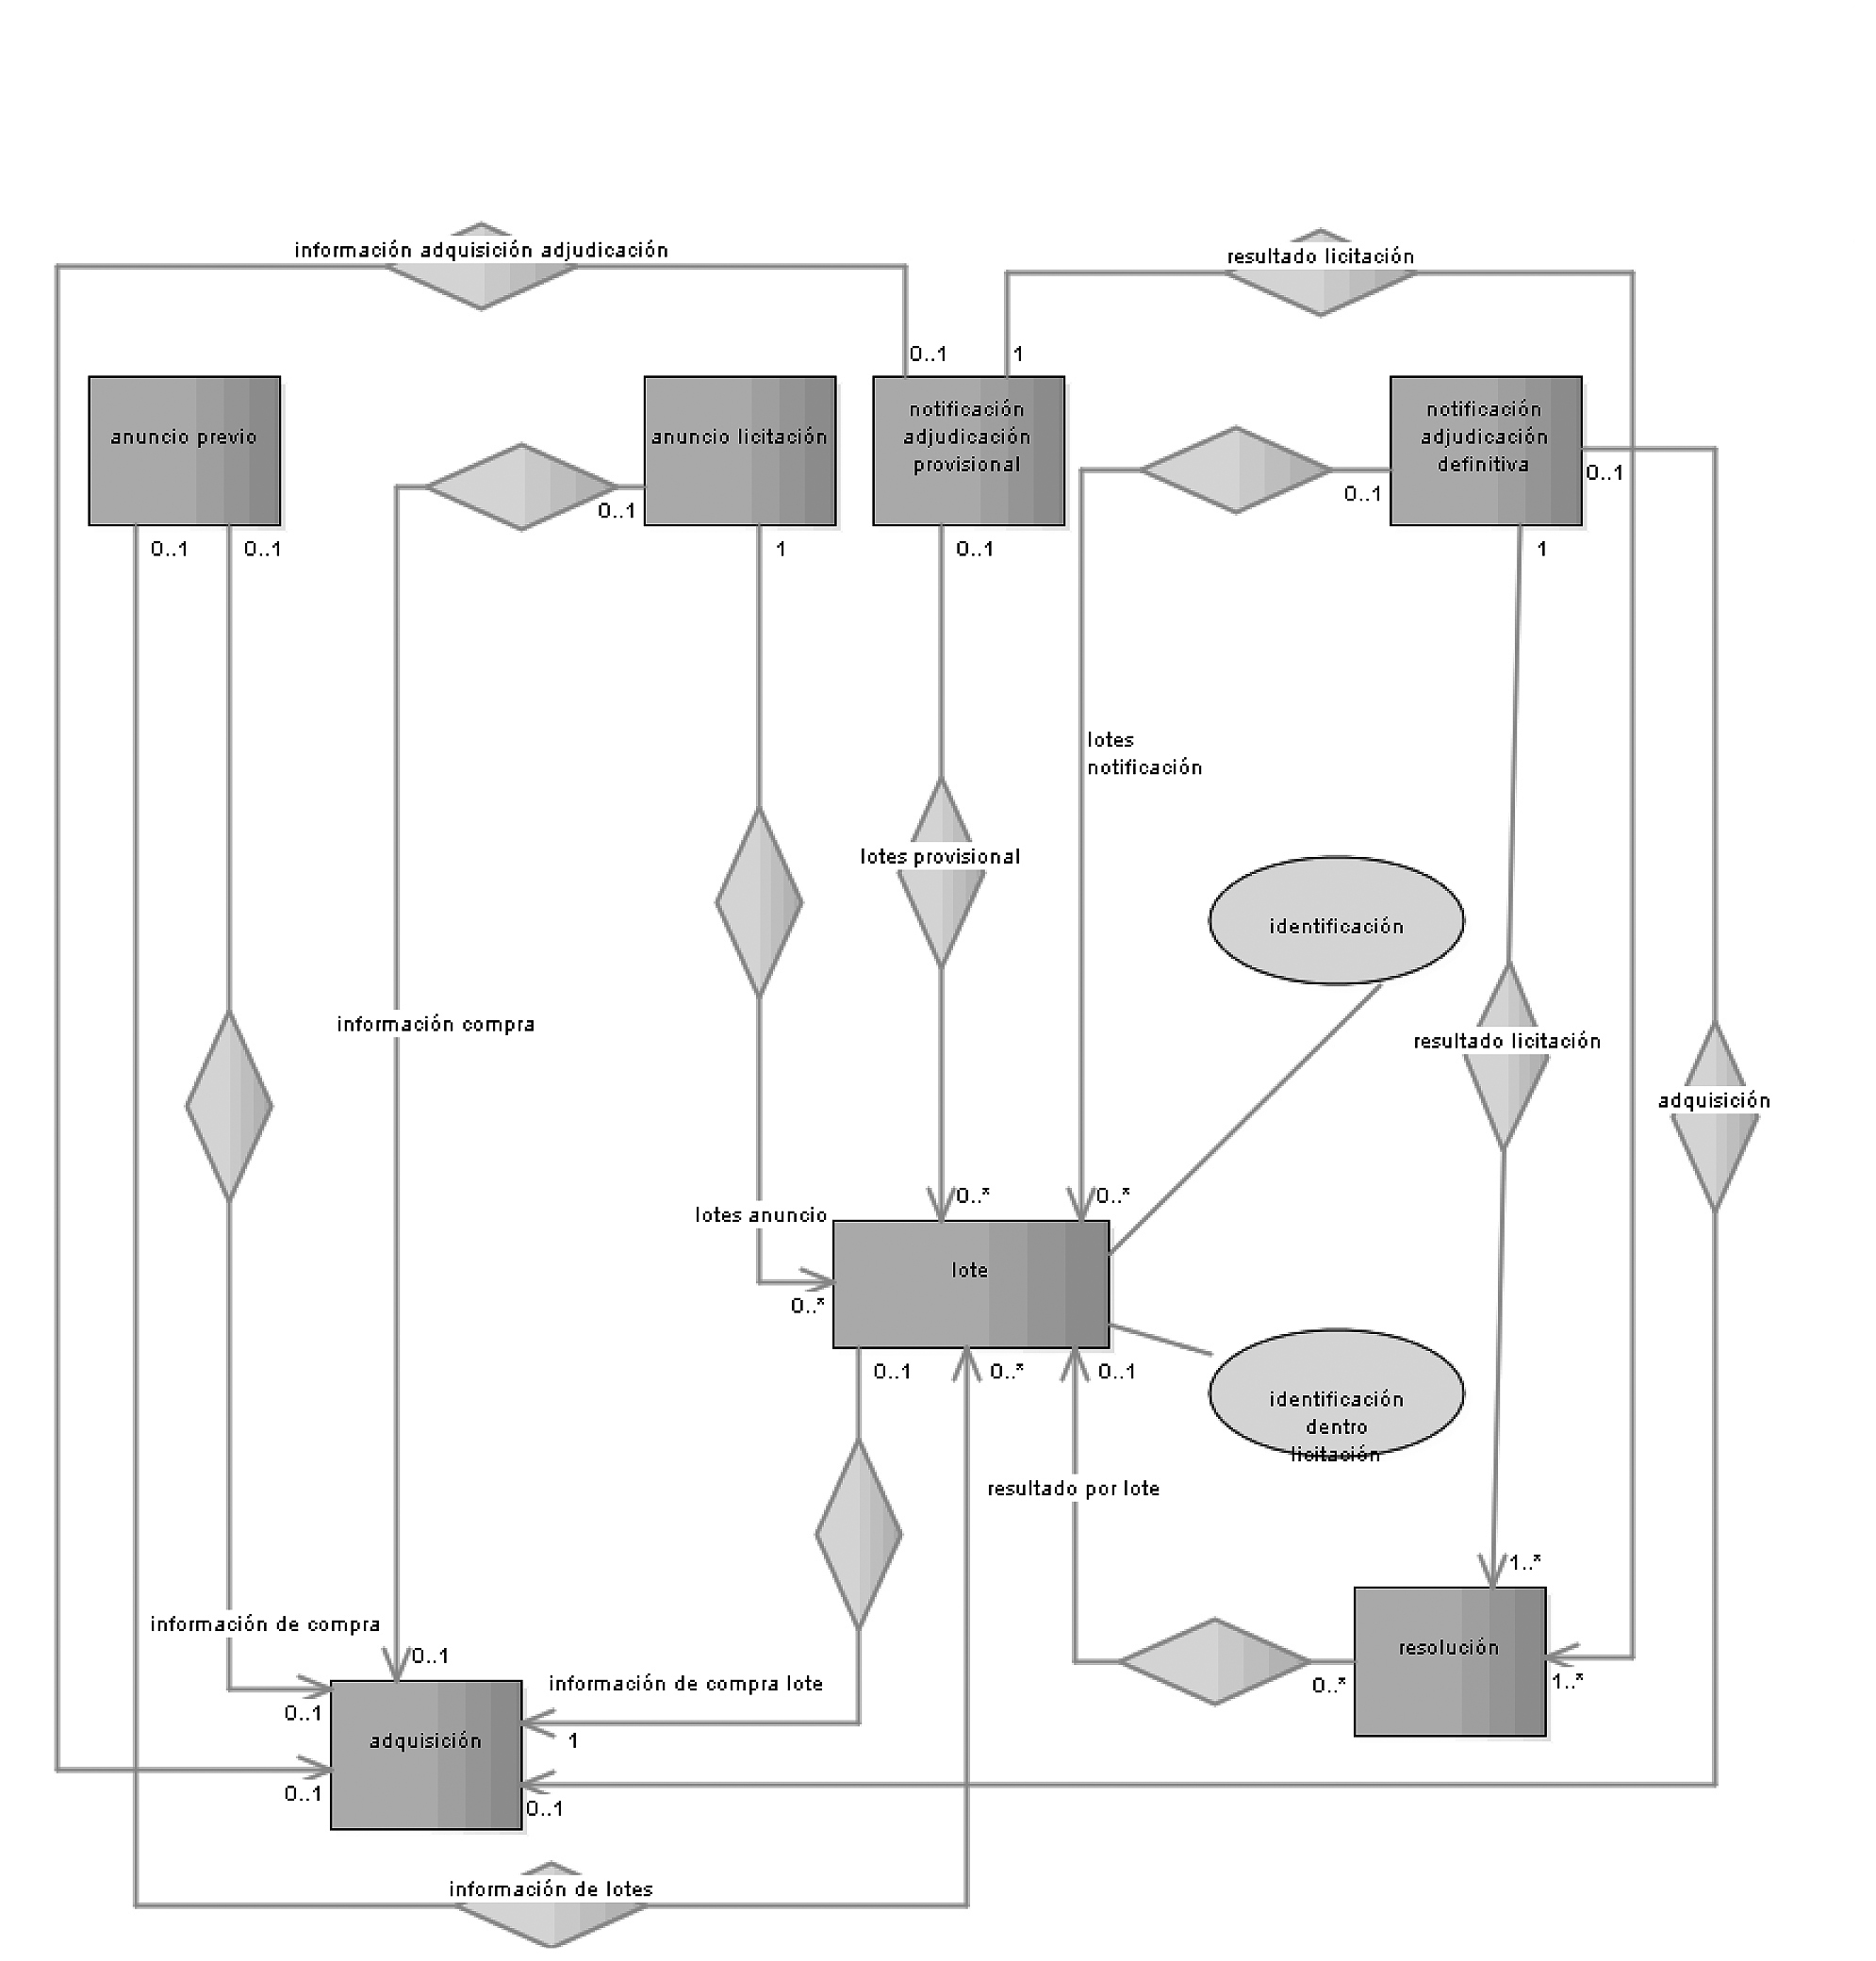 información adquisición adjudicación
resultado licitación
0..1
1
anuncio previo
anuncio licitación
notificación
adjudicación
provisional
notificación
adjudicación
definitiva
0..1
0..1
0..1
0..1
0..1
1
0..1
1
lotes
notificación
lotes provisional
identificación
información compra
resultado licitación
adquisición
0..*
0..*
lotes anuncio
lote
0..*
0..1
0..*
0..1
identificación
dentro
licitación
resultado por lote
1..*
información de compra
0..1
información de compra lote
resolución
0..*
1..*
0..1
adquisición
1
0..1
0..1
información de lotes